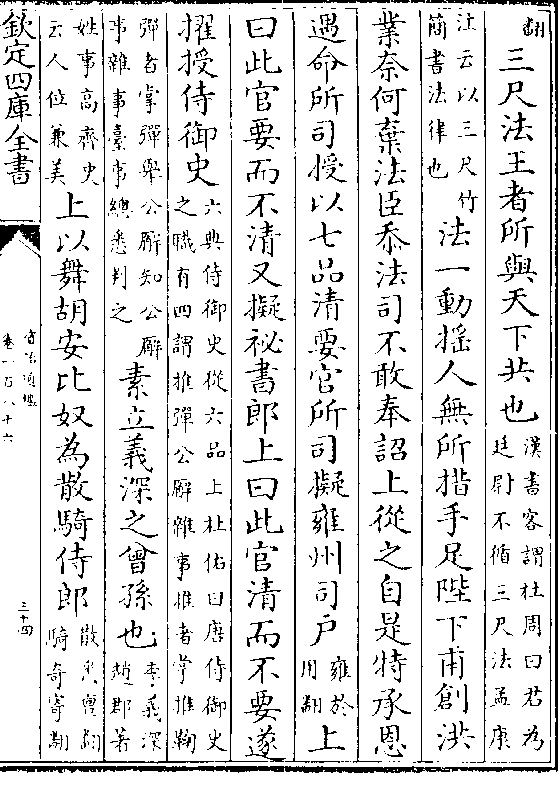 翻
三尺法王者所與天下共也
漢書客謂杜周曰君為
廷尉不循三尺法孟康
注云以三尺竹
簡書法律也
法一動搖人無所措手足陛下甫創洪
業奈何棄法臣忝法司不敢奉詔上從之自是特承恩
遇命所司授以七品清要官所司擬雍州司戶
雍於
用翻
上
曰此官要而不清又擬祕書郎上曰此官清而不要遂
擢授侍御史
六典侍御史從六品上杜佑曰唐侍御史
之職有四謂推彈公廨雜事推者掌推鞫
彈者掌彈舉公廨知公廨
事雜事臺事總悉判之
素立義深之曾孫也
李義深
趙郡著
姓事高齊史
云人位兼美
上以舞胡安比奴為散騎侍郎
散悉亶翻
騎奇寄翻
欽定四庫全書
資治通鑑
卷一百八十六
三十四